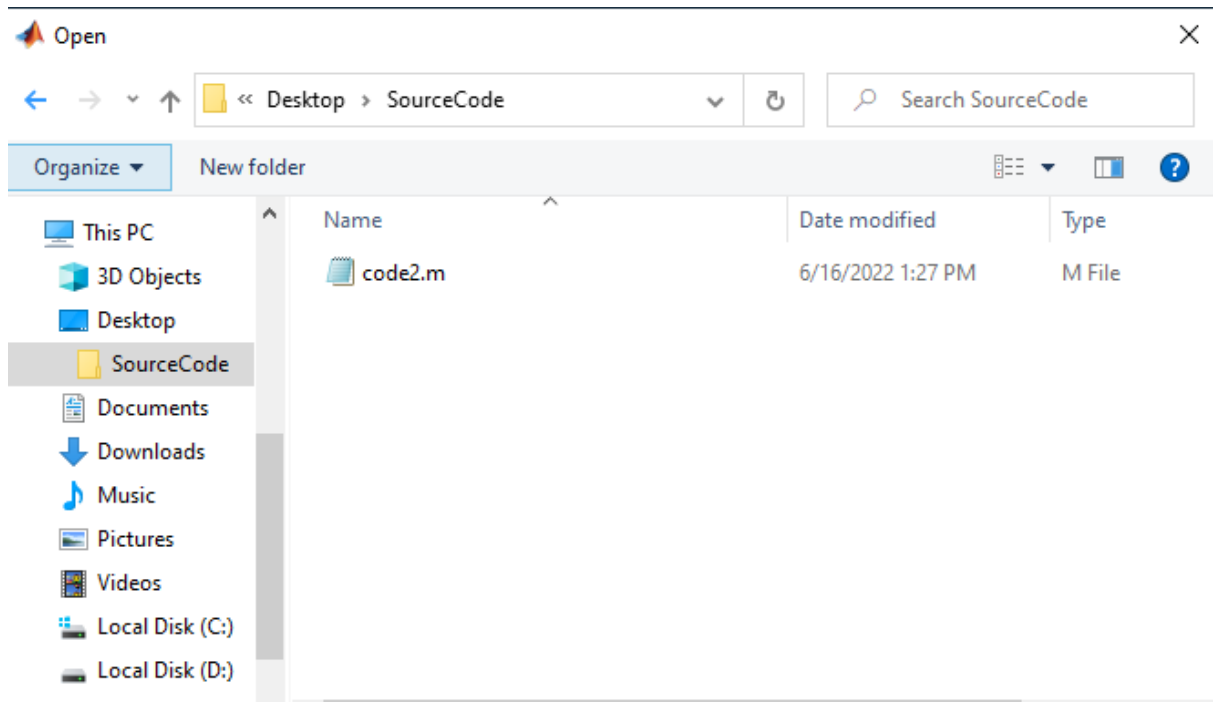 Open
« Desktop > SourceCode
Search SourceCode
Organize
New folder
?
This PC
3D Objects
Desktop
SourceCode
Documents
Downloads
Music
Pictures
Videos
Local Disk (C:)
Local Disk (D:)
Name Date modified Type
code2.m 6/16/2022 1:27 PM M File